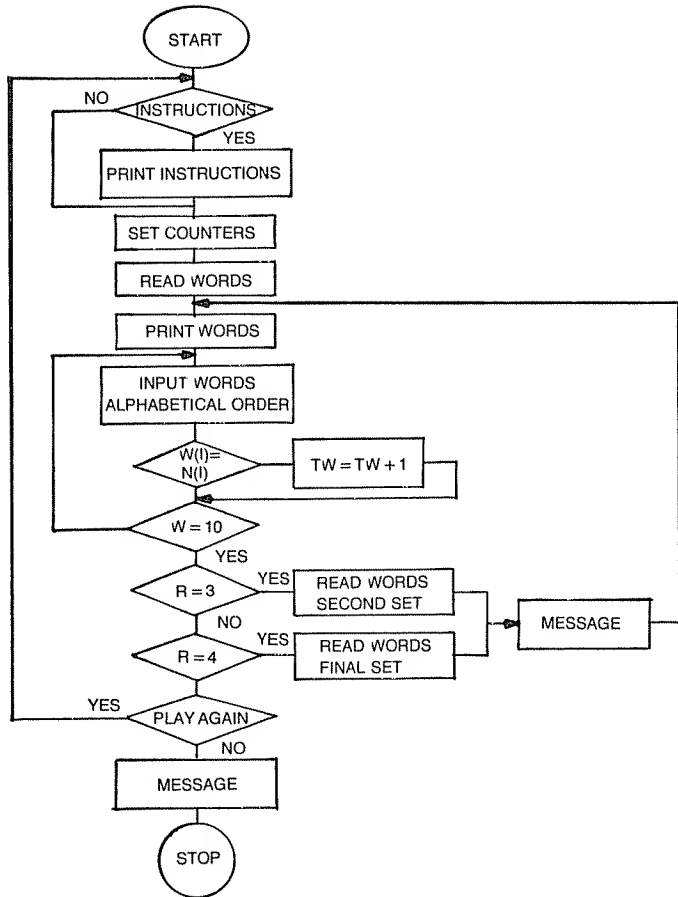 START
NO
INSTRUCTIONS
YES
PRINT INSTRUCTIONS
SET COUNTERS
READ WORDS
PRINT WORDS
INPUT WORDS
ALPHABETICAL ORDER
W(I)=
N(I)
TW = TW + 1
W = 10
YES
R = 3
YES
READ WORDS
SECOND SET
MESSAGE
NO
R = 4
YES
READ WORDS
FINAL SET
YES
PLAY AGAIN
NO
MESSAGE
STOP